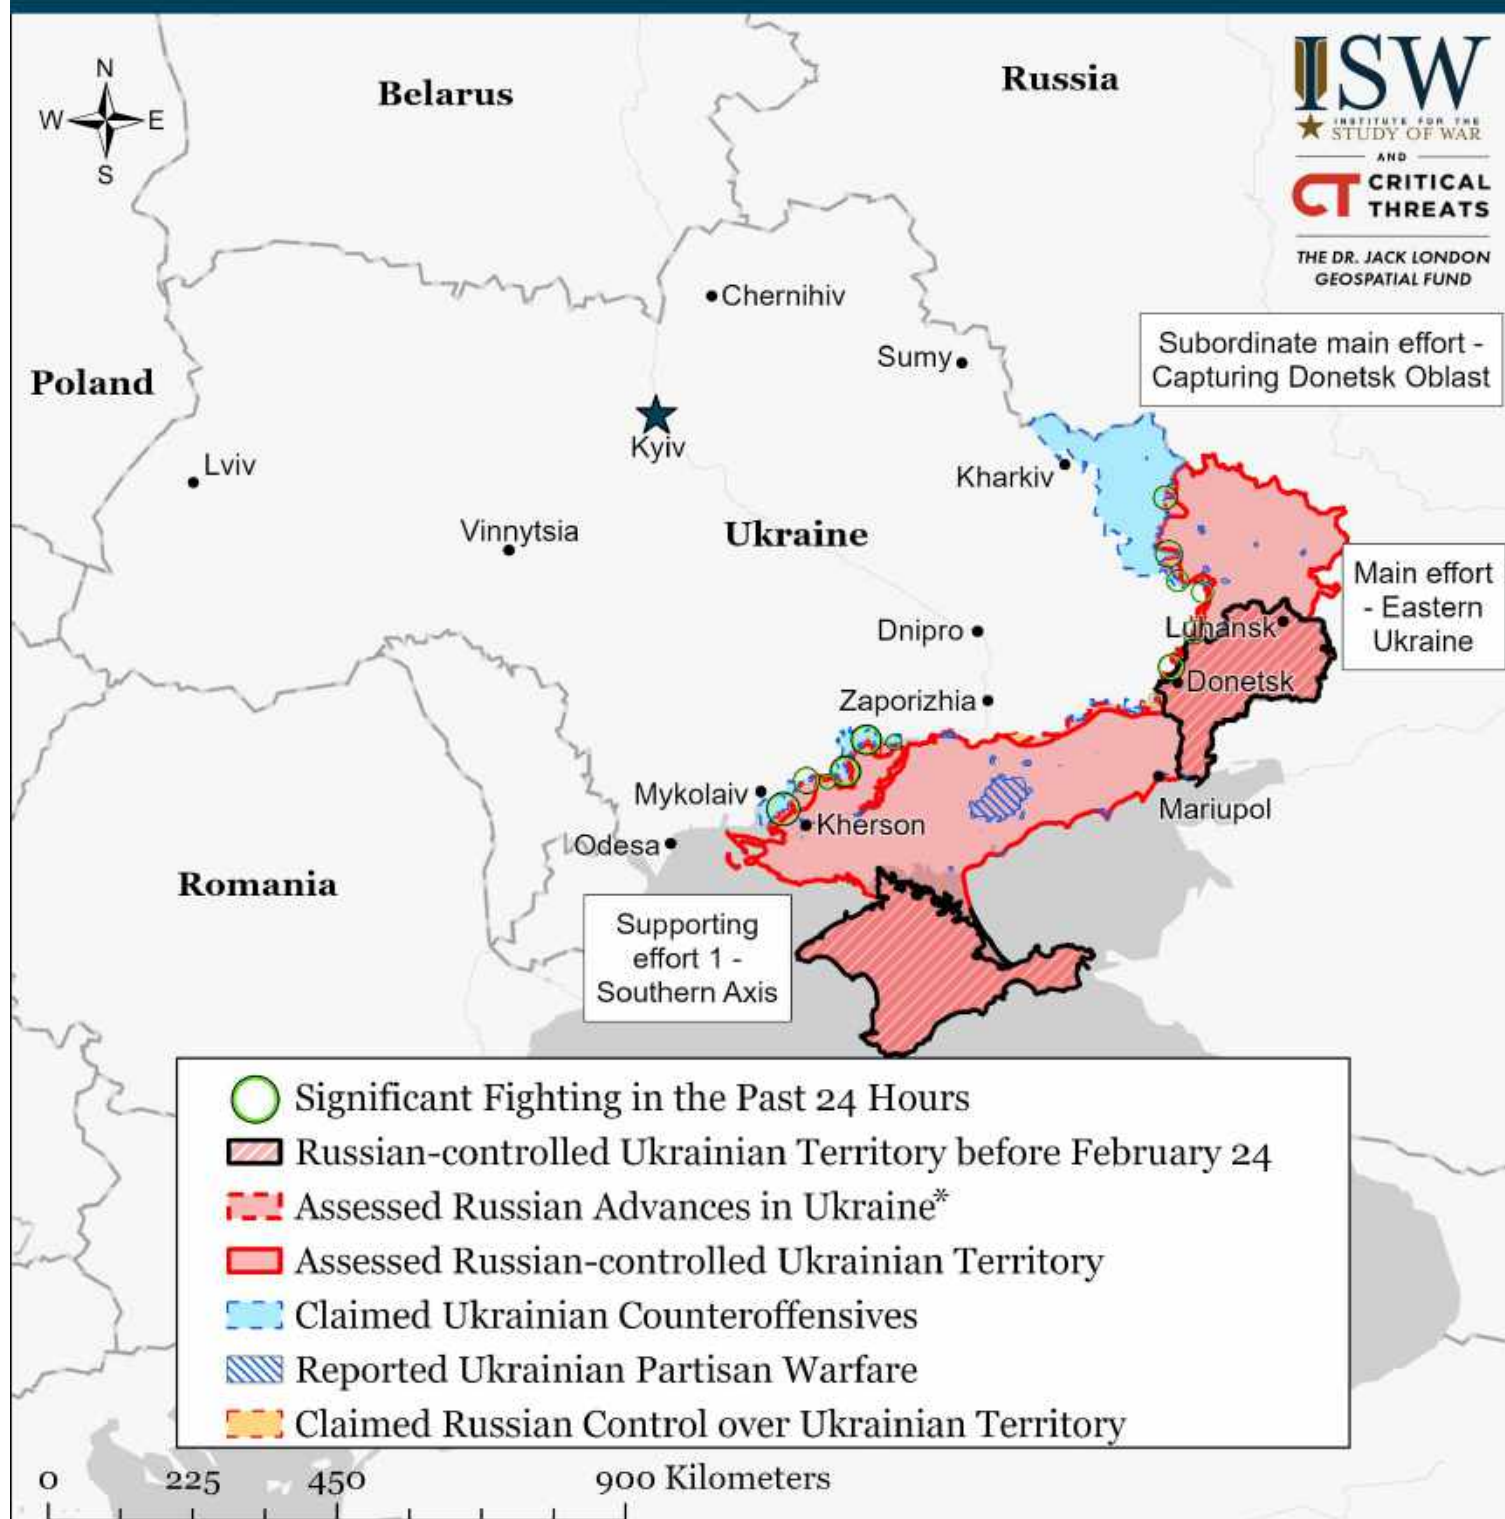 N
W E
S
Belarus
Russia
ISW
INSTITUTE FOR THE
STUDY OF WAR
AND
CT CRITICAL
THREATS
THE DR. JACK LONDON
GEOSPATIAL FUND
Chernihiv
Subordinate main effort -
Capturing Donetsk Oblast
Sumy
Poland
Kyiv
Lviv
Kharkiv
Vinnytsia
Ukraine
Main effort
- Eastern
Ukraine
Dnipro
Luhansk
Donetsk
Zaporizhia
Mykolaiv
Mariupol
Kherson
Odesa
Romania
Supporting
effort 1 -
Southern Axis
Significant Fighting in the Past 24 Hours
Russian-controlled Ukrainian Territory before February 24
Assessed Russian Advances in Ukraine*
Assessed Russian-controlled Ukrainian Territory
Claimed Ukrainian Counteroffensives
Reported Ukrainian Partisan Warfare
Claimed Russian Control over Ukrainian Territory
0 225 450 900 Kilometers